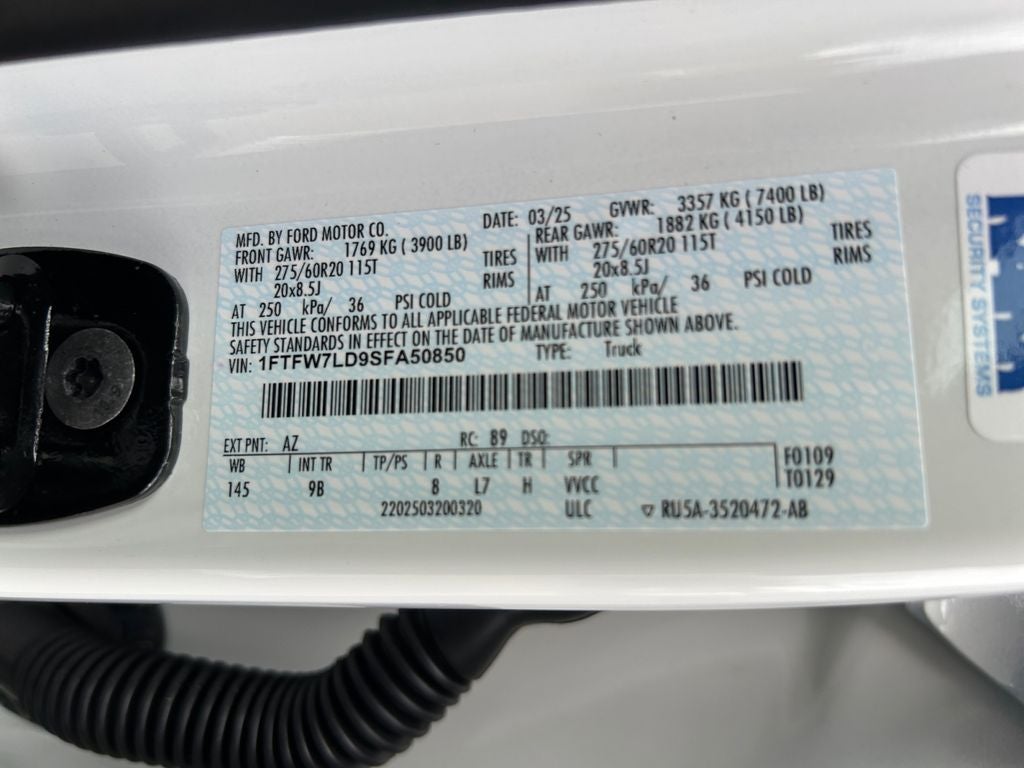 MFD. BY FORD MOTOR CO. DATE: 03/25 GVWR: 3357 KG ( 7400 LB)
FRONT GAWR: 1769 KG ( 3900 LB) REAR GAWR: 1882 KG ( 4150 LB)
WITH 275/60R20 115T TIRES WITH 275/60R20 115T TIRES
20x8.5J RIMS 20x8.5J RIMS
AT 250 kPa/ 36 PSI COLD AT 250 kPa/ 36 PSI COLD
THIS VEHICLE CONFORMS TO ALL APPLICABLE FEDERAL MOTOR VEHICLE
SAFETY STANDARDS IN EFFECT ON THE DATE OF MANUFACTURE SHOWN ABOVE.
VIN: 1FTFW7LD9SFA50850 TYPE: Truck
EXT PNT: AZ RC: 89 DSO:
WB INT TR TP/PS R AXLE TR SPR F0109
145 9B 8 L7 H VVCC T0129
2202503200320 ULC ▽ RU5A-3520472-AB
SECURITY SYSTEMS